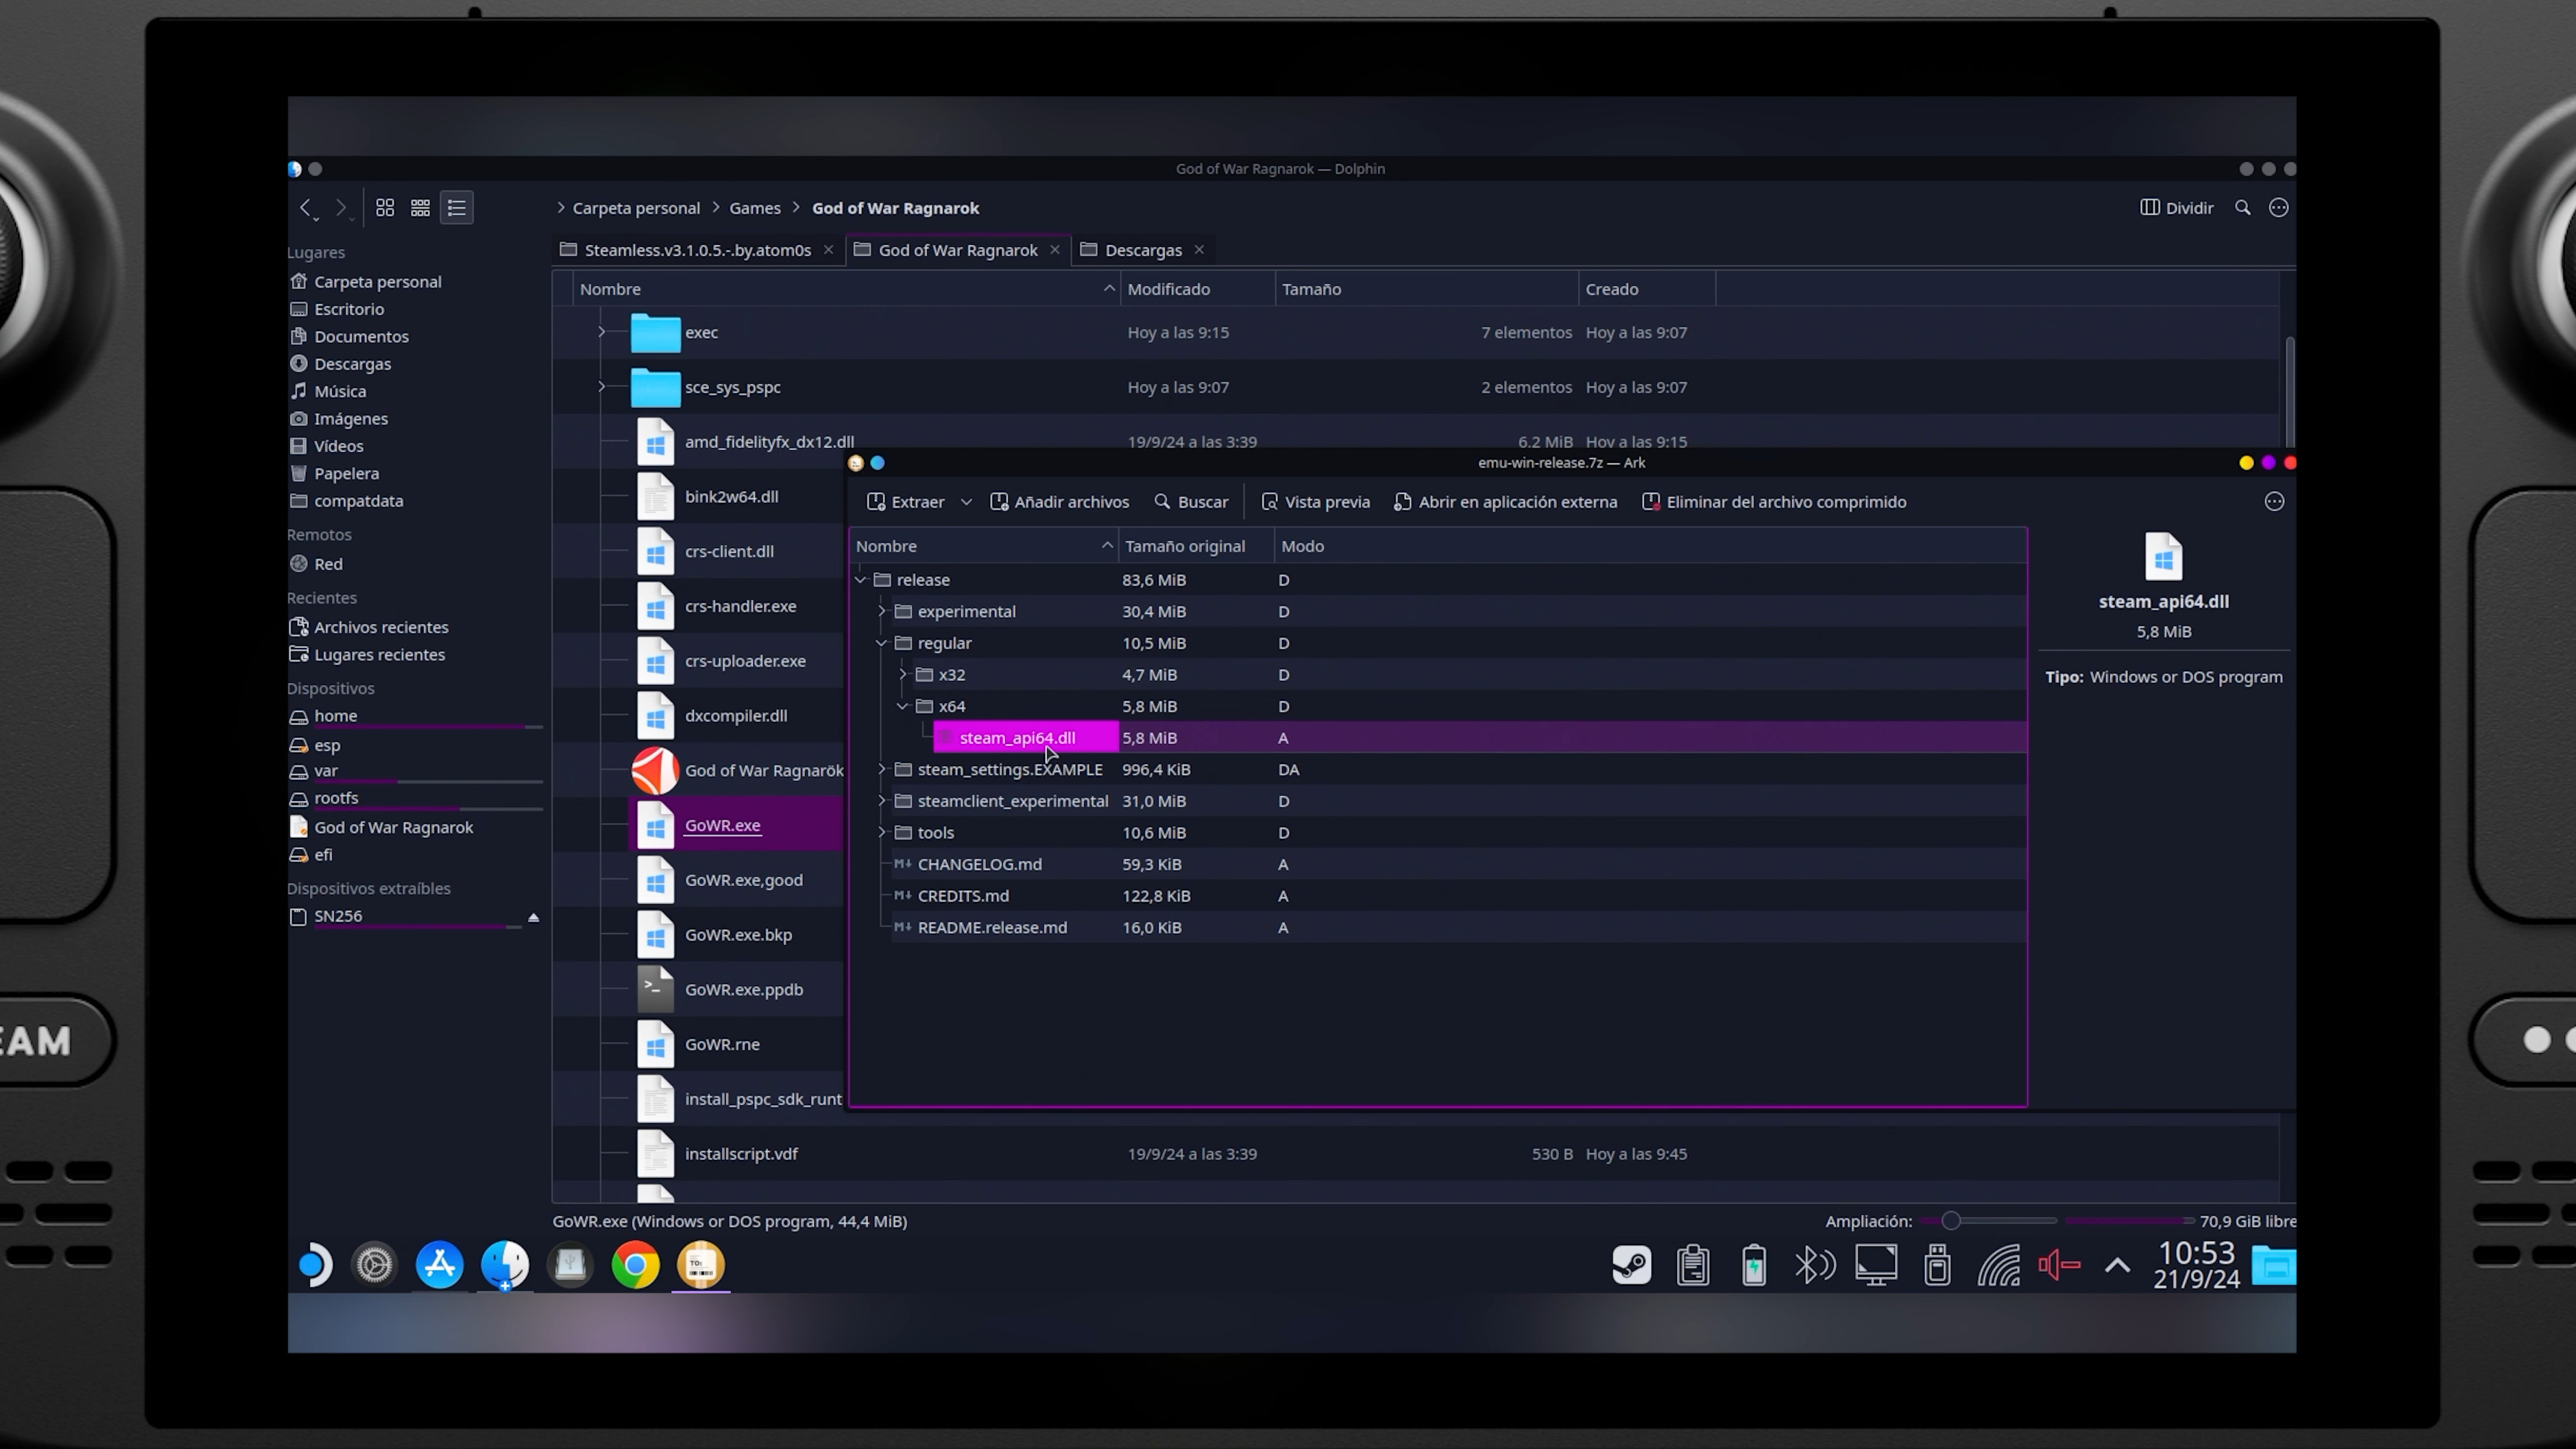 God of War Ragnarok — Dolphin
Carpeta personal
Games
God of War Ragnarok
Dividir
Steamless.v3.1.0.5.-.by.atom0s
God of War Ragnarok
Descargas
Lugares
Carpeta personal
Escritorio
Documentos
Descargas
Música
Imágenes
Vídeos
Papelera
compatdata
Remotos
Red
Recientes
Archivos recientes
Lugares recientes
Dispositivos
home
esp
var
rootfs
God of War Ragnarok
efi
Dispositivos extraíbles
SN256
Nombre Modificado Tamaño Creado
exec Hoy a las 9:15 7 elementos Hoy a las 9:07
sce_sys_pspc Hoy a las 9:07 2 elementos Hoy a las 9:07
amd_fidelityfx_dx12.dll 19/9/24 a las 3:39 6.2 MiB Hoy a las 9:15
bink2w64.dll
crs-client.dll
crs-handler.exe
crs-uploader.exe
dxcompiler.dll
God of War Ragnarök
GoWR.exe
GoWR.exe,good
GoWR.exe.bkp
GoWR.exe.ppdb
GoWR.rne
install_pspc_sdk_runt
installscript.vdf 19/9/24 a las 3:39 530 B Hoy a las 9:45
emu-win-release.7z — Ark
Extraer Añadir archivos Buscar Vista previa Abrir en aplicación externa Eliminar del archivo comprimido
Nombre Tamaño original Modo
release 83,6 MiB D
experimental 30,4 MiB D
regular 10,5 MiB D
x32 4,7 MiB D
x64 5,8 MiB D
steam_api64.dll 5,8 MiB A
steam_settings.EXAMPLE 996,4 KiB DA
steamclient_experimental 31,0 MiB D
tools 10,6 MiB D
CHANGELOG.md 59,3 KiB A
CREDITS.md 122,8 KiB A
README.release.md 16,0 KiB A
steam_api64.dll
5,8 MiB
Tipo: Windows or DOS program
GoWR.exe (Windows or DOS program, 44,4 MiB)
Ampliación:
70,9 GiB libre
TO:
10:53
21/9/24
EAM